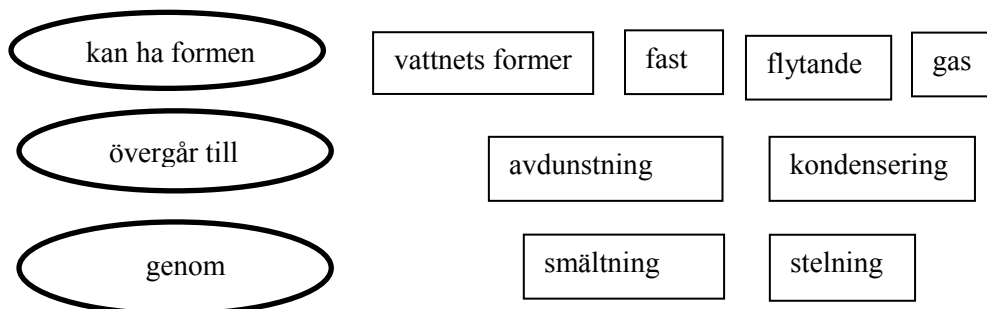 kan ha formen vattnets former fast flytande gas
övergår till avdunstning kondensering
genom smältning stelning